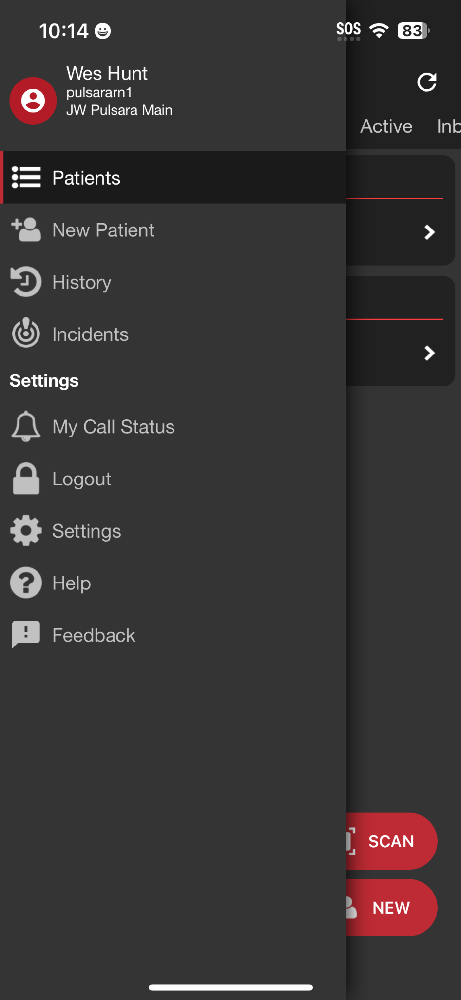 10:14
SOS
83
Wes Hunt
pulsararn1
JW Pulsara Main
Active Inb
Patients
New Patient
History
Incidents
Settings
My Call Status
Logout
Settings
Help
Feedback
SCAN
NEW